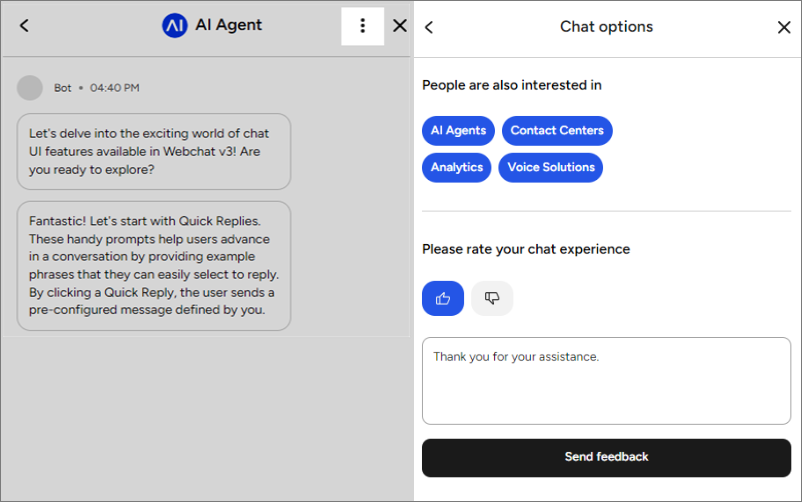 AI Agent
Bot • 04:40 PM
Let's delve into the exciting world of chat
UI features available in Webchat v3! Are
you ready to explore?
Fantastic! Let's start with Quick Replies.
These handy prompts help users advance
in a conversation by providing example
phrases that they can easily select to reply.
By clicking a Quick Reply, the user sends a
pre-configured message defined by you.
Chat options
People are also interested in
AI Agents
Contact Centers
Analytics
Voice Solutions
Please rate your chat experience
Thank you for your assistance.
Send feedback